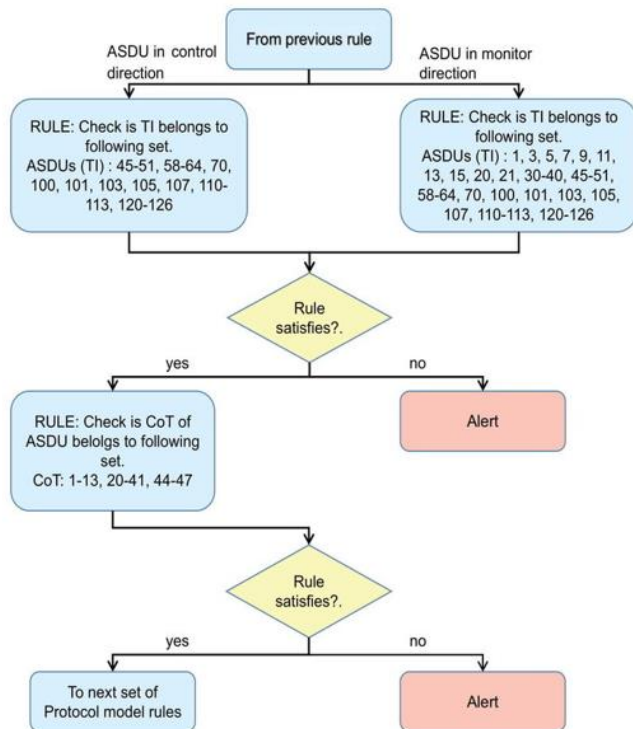 From previous rule
ASDU in control
direction
ASDU in monitor
direction
RULE: Check is TI belongs to
following set.
ASDUs (TI) : 45-51, 58-64, 70,
100, 101, 103, 105, 107, 110-
113, 120-126
RULE: Check is TI belongs to
following set.
ASDUs (TI) : 1, 3, 5, 7, 9, 11,
13, 15, 20, 21, 30-40, 45-51,
58-64, 70, 100, 101, 103, 105,
107, 110-113, 120-126
Rule
satisfies?.
yes
no
RULE: Check is CoT of
ASDU belolgs to following
set.
CoT: 1-13, 20-41, 44-47
Alert
Rule
satisfies?.
yes
no
To next set of
Protocol model rules
Alert